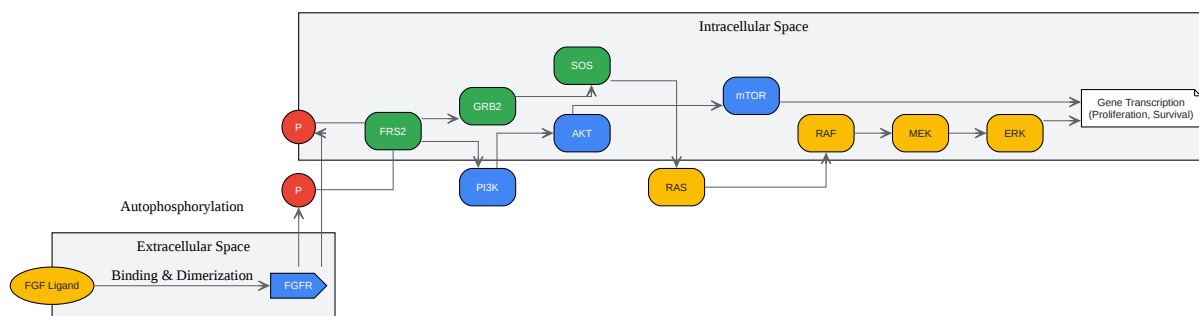 Intracellular Space
SOS
mTOR
GRB2
Gene Transcription
(Proliferation, Survival)
P
FRS2
AKT
RAF
MEK
ERK
P
PI3K
RAS
Autophosphorylation
Extracellular Space
Binding & Dimerization
FGF Ligand
FGFR